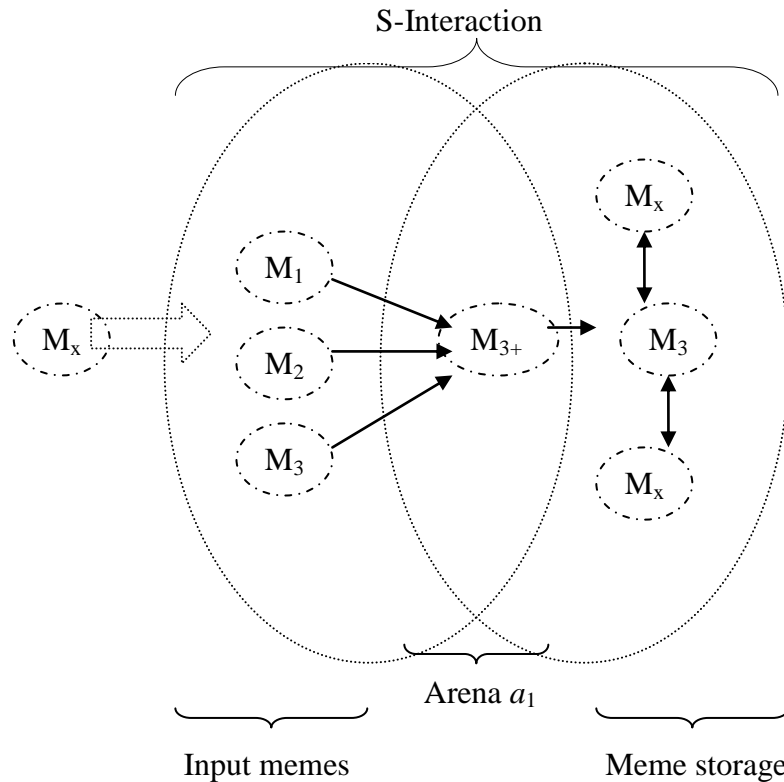 S-Interaction
Mₓ
M₁
Mₓ
M₂
M₃₊
M₃
M₃
Mₓ
Arena a₁
Input memes
Meme storage